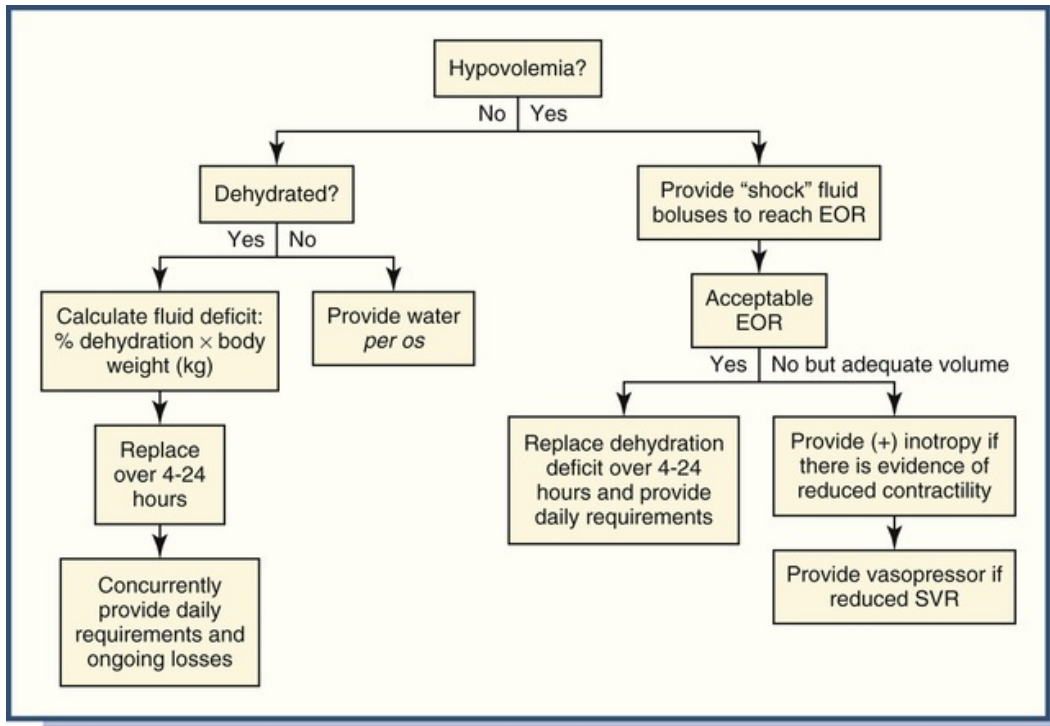 Hypovolemia?
No Yes
Dehydrated?
Provide “shock” fluid
boluses to reach EOR
Yes No
Calculate fluid deficit:
% dehydration × body
weight (kg)
Provide water
per os
Acceptable
EOR
Yes No but adequate volume
Replace
over 4-24
hours
Replace dehydration
deficit over 4-24
hours and provide
daily requirements
Provide (+) inotropy if
there is evidence of
reduced contractility
Concurrently
provide daily
requirements and
ongoing losses
Provide vasopressor if
reduced SVR